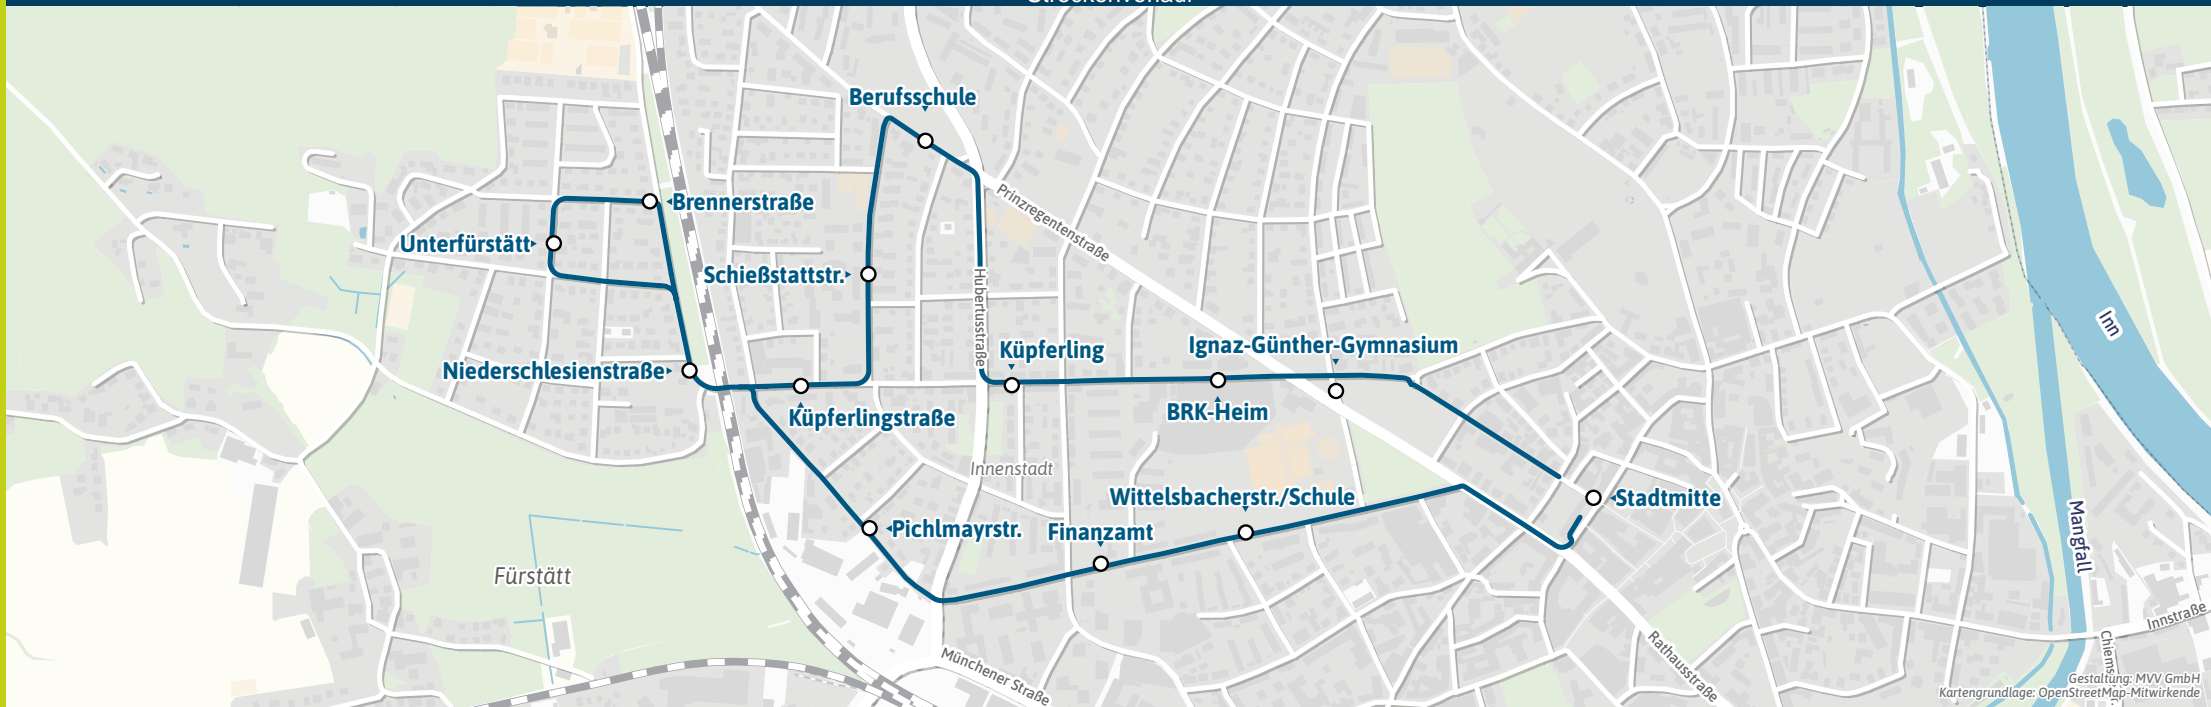 Streckenverlauf
Berufsschule
Brennerstraße
Prinzregentenstraße
Unterfürstätt
Schießstattstr.
Hubertusstraße
Inn
Küpferling
Ignaz-Günther-Gymnasium
Niederschlesienstraße
Küpferlingstraße
BRK-Heim
Innenstadt
Wittelsbacherstr./Schule
Stadtmitte
Pichlmayrstr.
Finanzamt
Mangfall
Fürstätt
Innstraße
Münchener Straße
Rathausstraße
Gestaltung: MVV GmbH
Kartengrundlage: OpenStreetMap-Mitwirkende